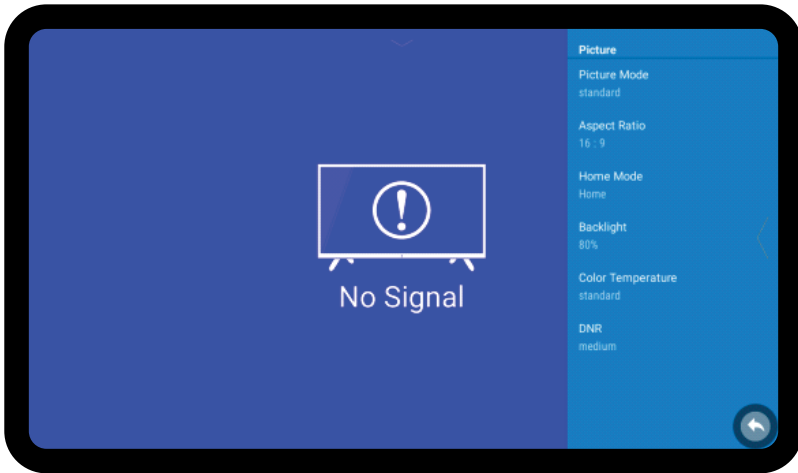 Picture
Picture Mode
standard
Aspect Ratio
16 : 9
Home Mode
Home
Backlight
80%
Color Temperature
standard
DNR
medium
No Signal